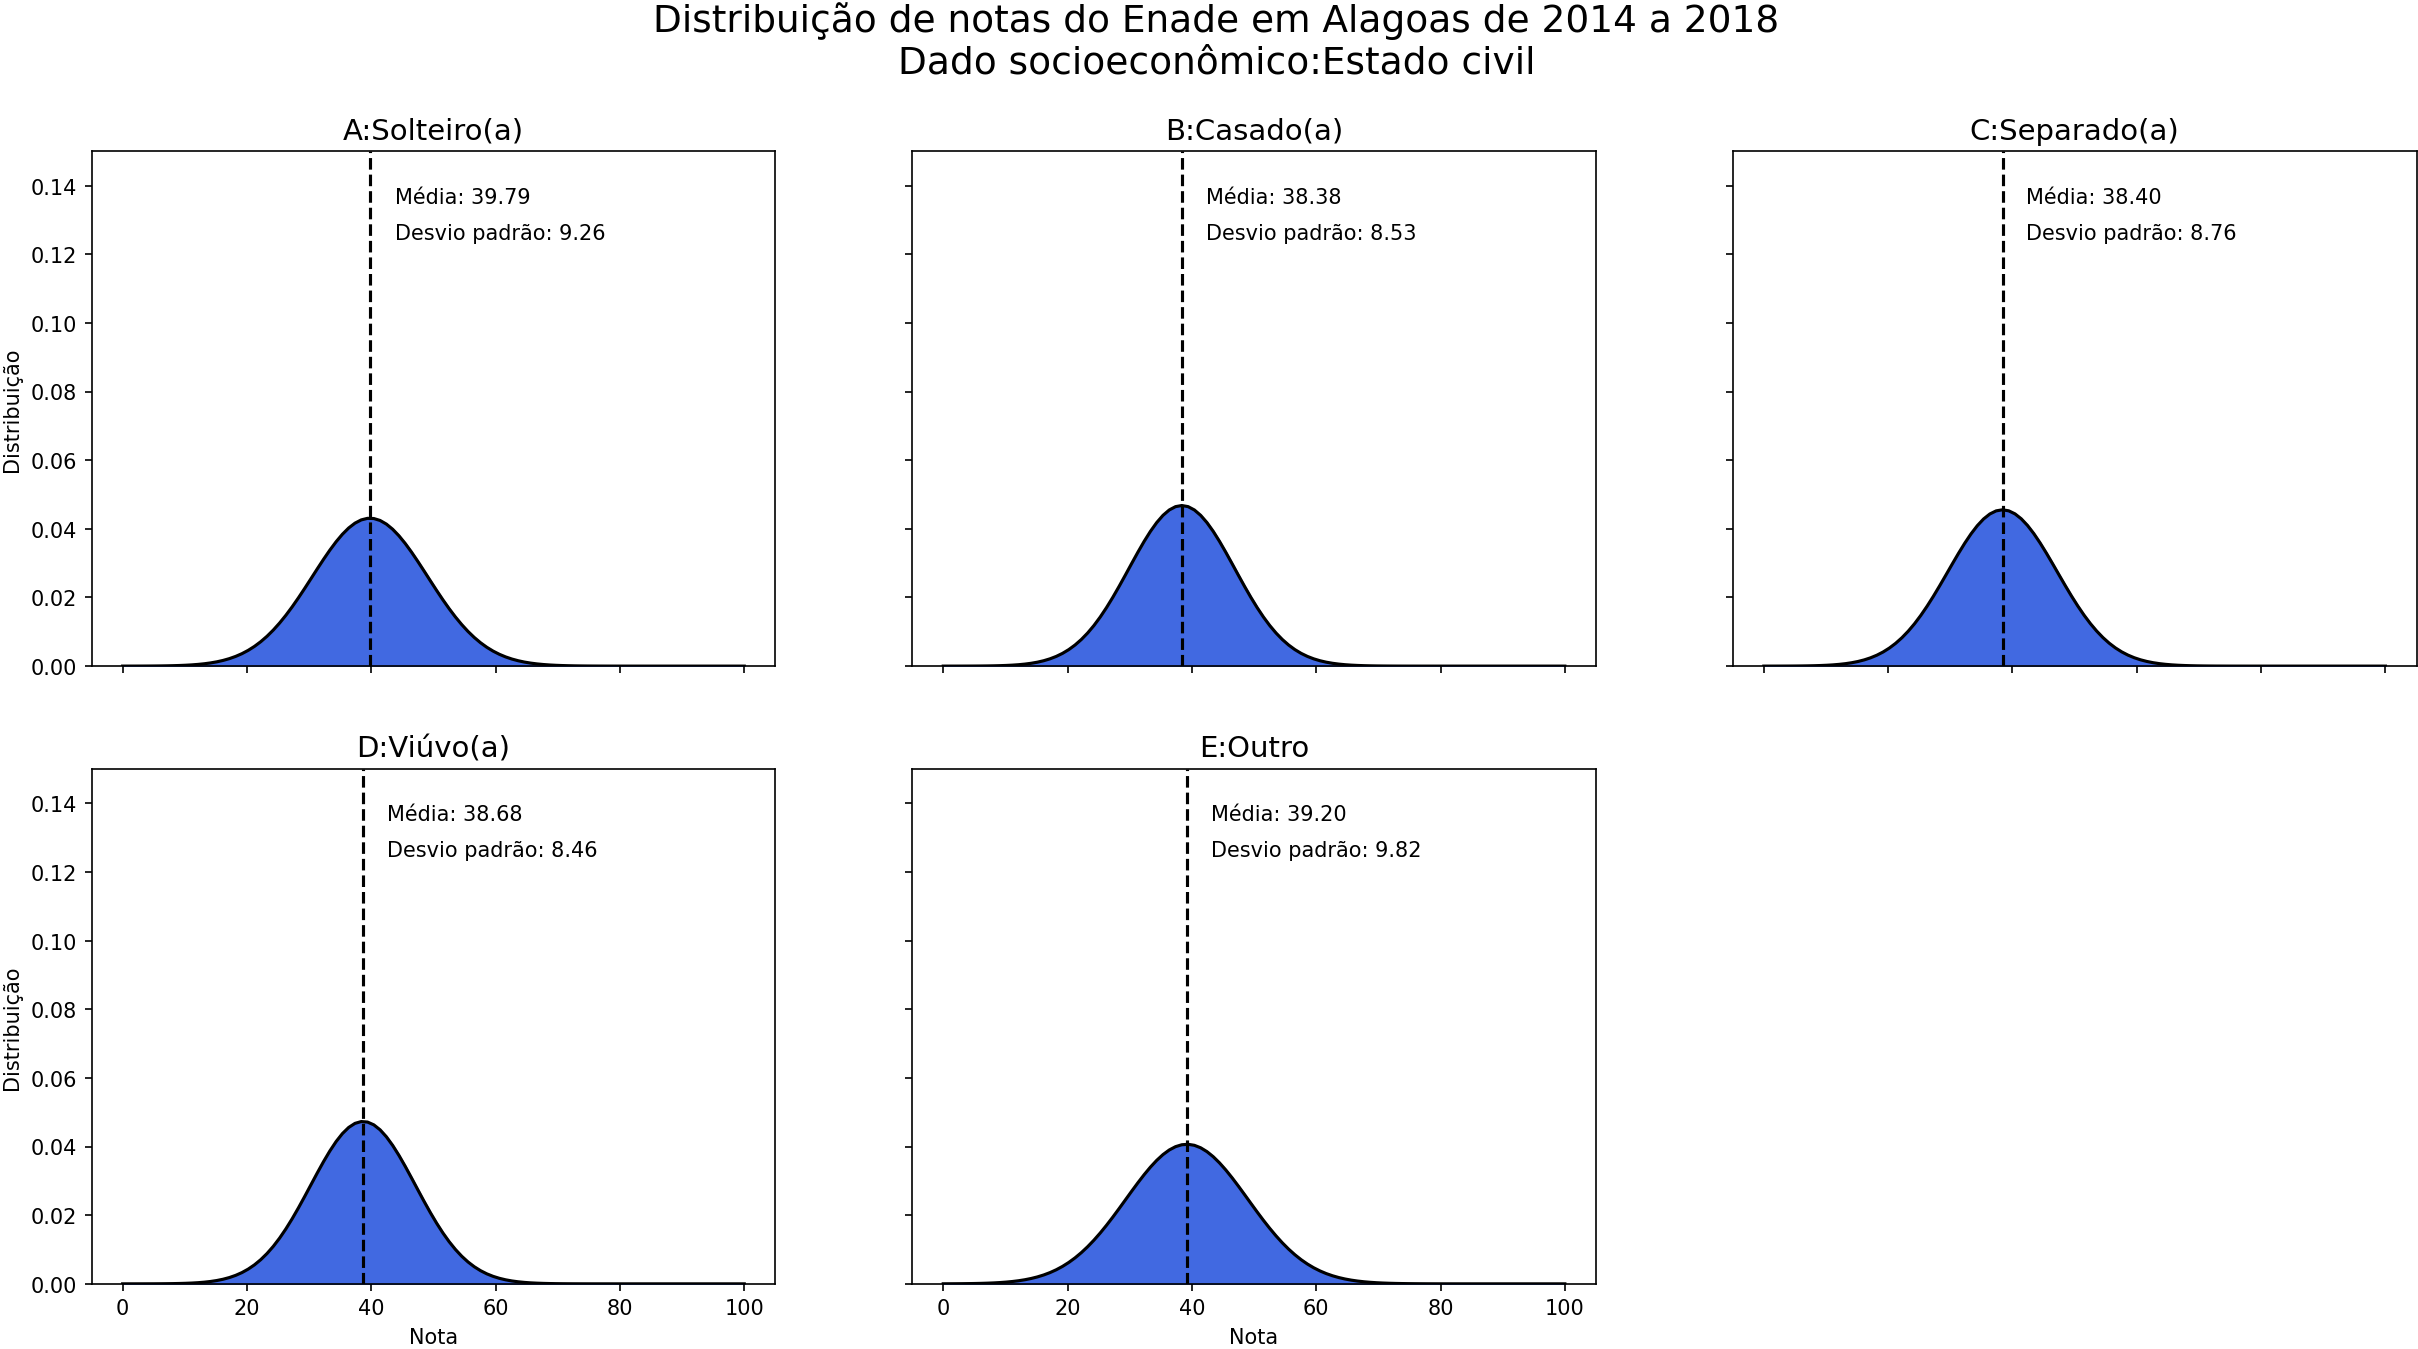 Distribuição de notas do Enade em Alagoas de 2014 a 2018
Dado socioeconômico:Estado civil
A:Solteiro(a)
Média: 39.79
Desvio padrão: 9.26
0.14
0.12
0.10
0.08
0.06
0.04
0.02
0.00
Distribuição
B:Casado(a)
Média: 38.38
Desvio padrão: 8.53
C:Separado(a)
Média: 38.40
Desvio padrão: 8.76
D:Viúvo(a)
Média: 38.68
Desvio padrão: 8.46
0.14
0.12
0.10
0.08
0.06
0.04
0.02
0.00
Distribuição
0 20 40 60 80 100
Nota
E:Outro
Média: 39.20
Desvio padrão: 9.82
0 20 40 60 80 100
Nota